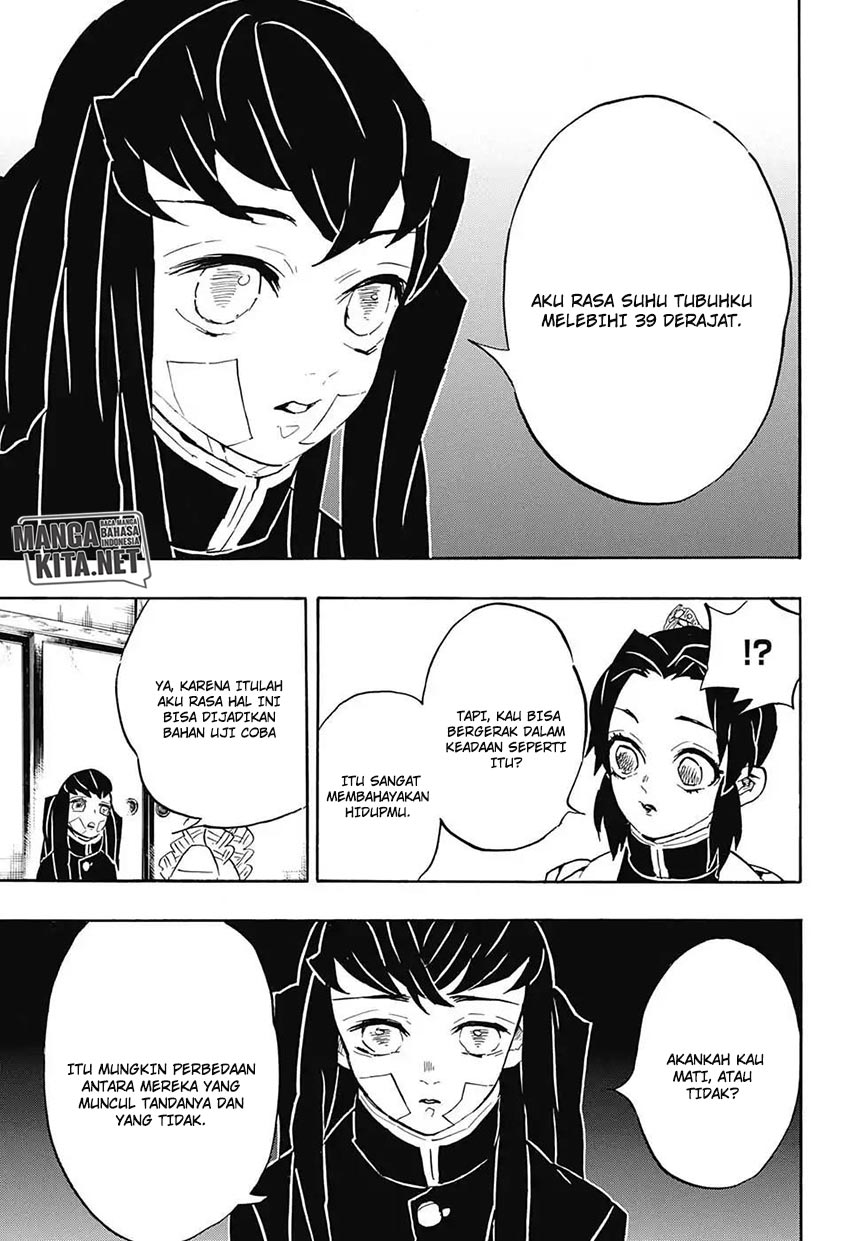 AKU RASA SUHU TUBUHKU
MELEBIHI 39 DERAJAT.
MANGA
KITA.NET
BACA MANGA
BAHASA
INDONESIA
!?
TAPI, KAU BISA
BERGERAK DALAM
KEADAAN SEPERTI
ITU?
ITU SANGAT
MEMBAHAYAKAN
HIDUPMU.
YA, KARENA ITULAH
AKU RASA HAL INI
BISA DIJADIKAN
BAHAN UJI COBA
AKANKAH KAU
MATI, ATAU
TIDAK?
ITU MUNGKIN PERBEDAAN
ANTARA MEREKA YANG
MUNCUL TANDANYA DAN
YANG TIDAK.